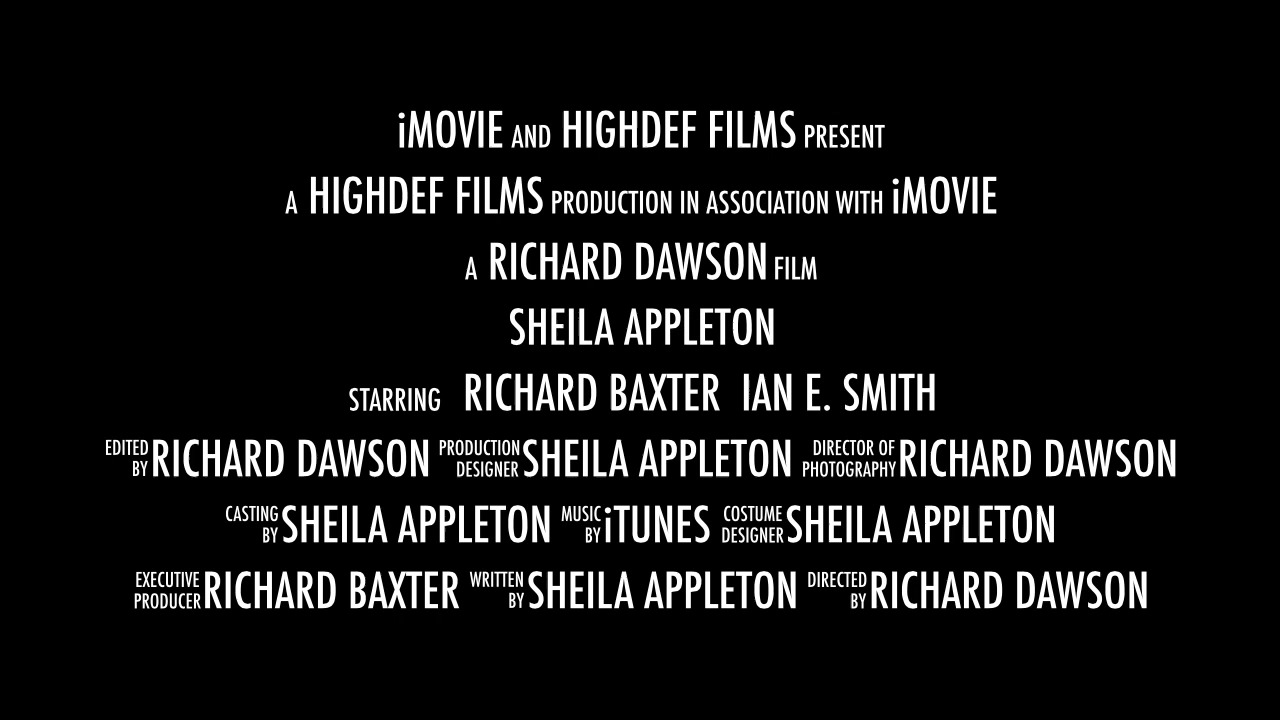 iMOVIE AND HIGHDEF FILMS PRESENT
A HIGHDEF FILMS PRODUCTION IN ASSOCIATION WITH iMOVIE
A RICHARD DAWSON FILM
SHEILA APPLETON
STARRING RICHARD BAXTER IAN E. SMITH
EDITED BY RICHARD DAWSON PRODUCTION DESIGNER SHEILA APPLETON DIRECTOR OF PHOTOGRAPHY RICHARD DAWSON
CASTING BY SHEILA APPLETON MUSIC BY iTUNES COSTUME DESIGNER SHEILA APPLETON
EXECUTIVE PRODUCER RICHARD BAXTER WRITTEN BY SHEILA APPLETON DIRECTED BY RICHARD DAWSON